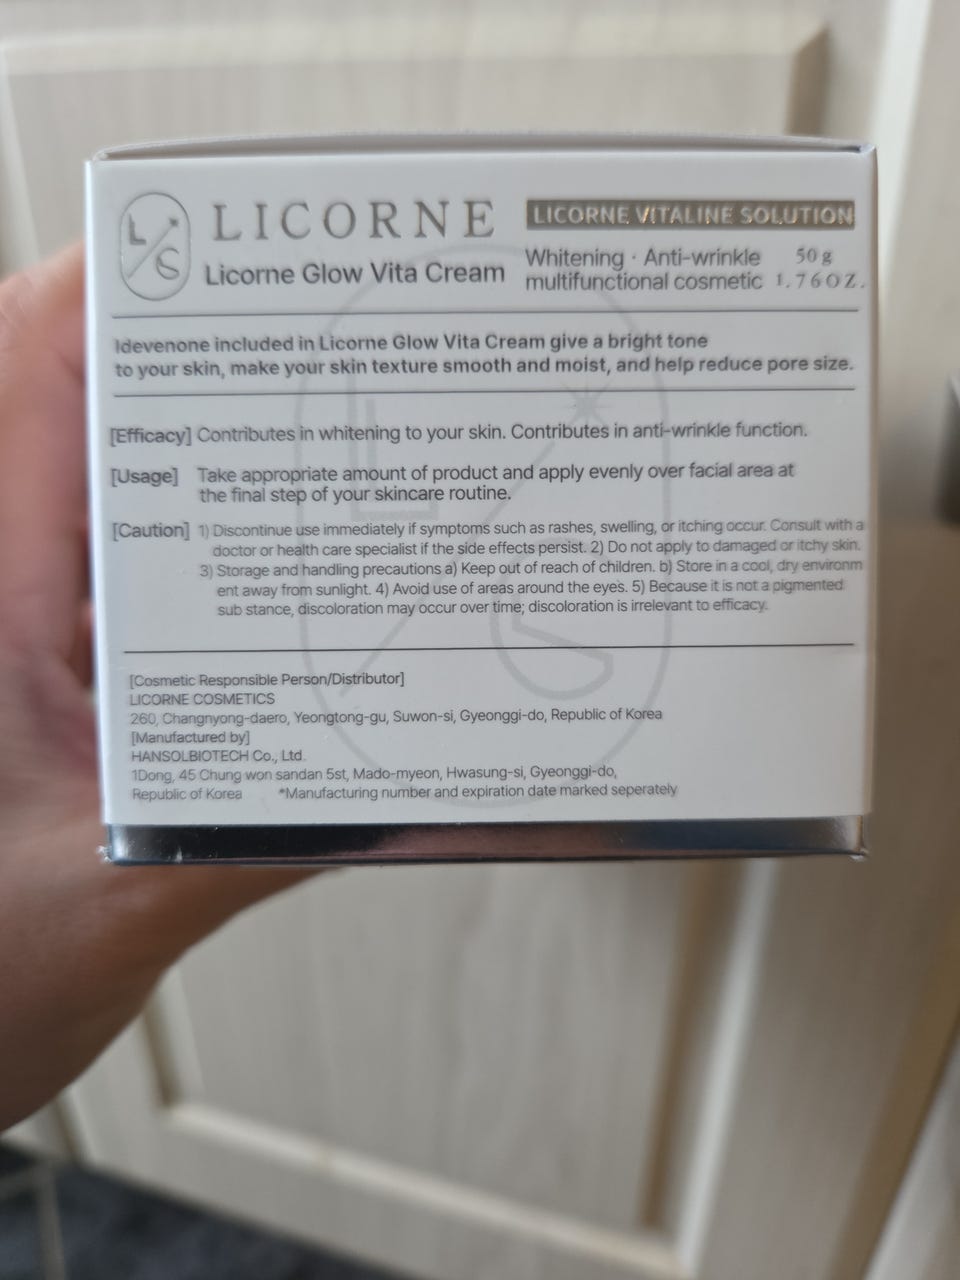 L S
LICORNE
Licorne Glow Vita Cream
LICORNE VITALINE SOLUTION
Whitening · Anti-wrinkle 50g
multifunctional cosmetic 1.76OZ.
Idevenone included in Licorne Glow Vita Cream give a bright tone
to your skin, make your skin texture smooth and moist, and help reduce pore size.
[Efficacy] Contributes in whitening to your skin. Contributes in anti-wrinkle function.
[Usage] Take appropriate amount of product and apply evenly over facial area at
the final step of your skincare routine.
[Caution] 1) Discontinue use immediately if symptoms such as rashes, swelling, or itching occur. Consult with a
doctor or health care specialist if the side effects persist. 2) Do not apply to damaged or itchy skin.
3) Storage and handling precautions a) Keep out of reach of children. b) Store in a cool, dry environm
ent away from sunlight. 4) Avoid use of areas around the eyes. 5) Because it is not a pigmented
sub stance, discoloration may occur over time; discoloration is irrelevant to efficacy.
[Cosmetic Responsible Person/Distributor]
LICORNE COSMETICS
260, Changnyong-daero, Yeongtong-gu, Suwon-si, Gyeonggi-do, Republic of Korea
[Manufactured by]
HANSOLBIOTECH Co., Ltd.
1Dong, 45 Chung won sandan 5st, Mado-myeon, Hwasung-si, Gyeonggi-do,
Republic of Korea *Manufacturing number and expiration date marked seperately